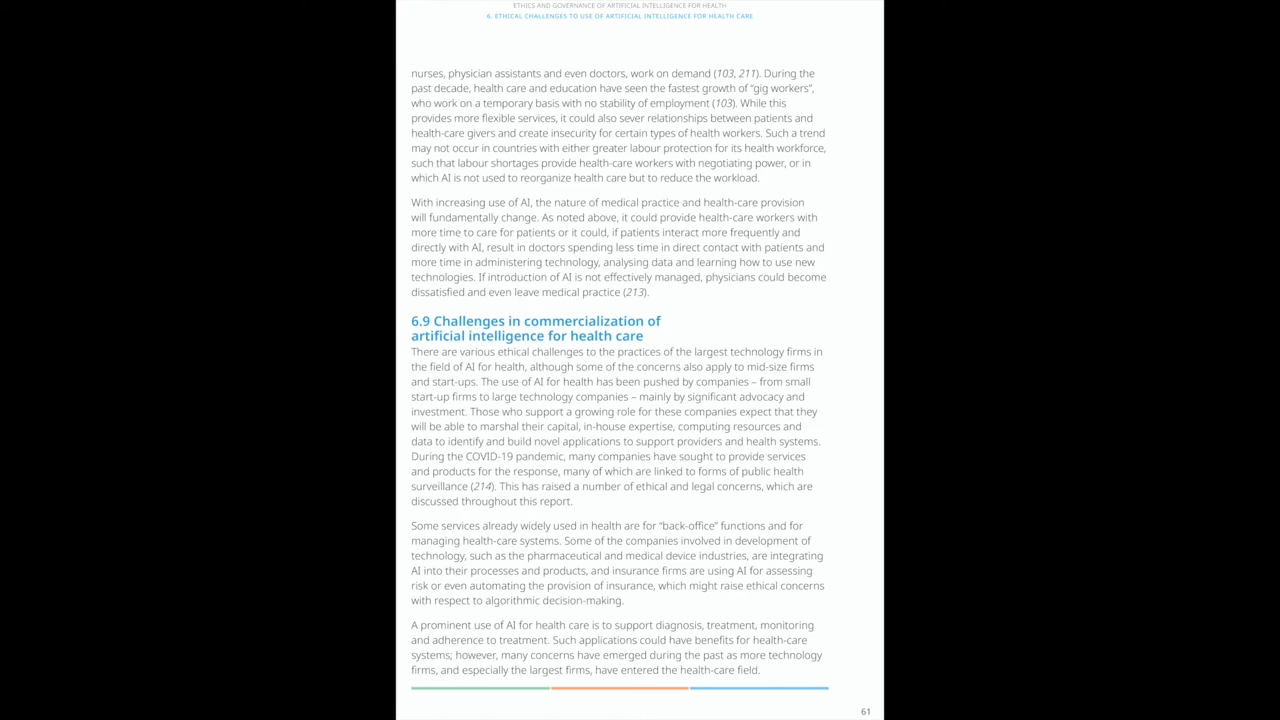 ETHICS AND GOVERNANCE OF ARTIFICIAL INTELLIGENCE FOR HEALTH
6. ETHICAL CHALLENGES TO USE OF ARTIFICIAL INTELLIGENCE FOR HEALTH CARE
nurses, physician assistants and even doctors, work on demand (103, 211). During the
past decade, health care and education have seen the fastest growth of “gig workers”,
who work on a temporary basis with no stability of employment (103). While this
provides more flexible services, it could also sever relationships between patients and
health-care givers and create insecurity for certain types of health workers. Such a trend
may not occur in countries with either greater labour protection for its health workforce,
such that labour shortages provide health-care workers with negotiating power, or in
which AI is not used to reorganize health care but to reduce the workload.
With increasing use of AI, the nature of medical practice and health-care provision
will fundamentally change. As noted above, it could provide health-care workers with
more time to care for patients or it could, if patients interact more frequently and
directly with AI, result in doctors spending less time in direct contact with patients and
more time in administering technology, analysing data and learning how to use new
technologies. If introduction of AI is not effectively managed, physicians could become
dissatisfied and even leave medical practice (213).
6.9 Challenges in commercialization of
artificial intelligence for health care
There are various ethical challenges to the practices of the largest technology firms in
the field of AI for health, although some of the concerns also apply to mid-size firms
and start-ups. The use of AI for health has been pushed by companies – from small
start-up firms to large technology companies – mainly by significant advocacy and
investment. Those who support a growing role for these companies expect that they
will be able to marshal their capital, in-house expertise, computing resources and
data to identify and build novel applications to support providers and health systems.
During the COVID-19 pandemic, many companies have sought to provide services
and products for the response, many of which are linked to forms of public health
surveillance (214). This has raised a number of ethical and legal concerns, which are
discussed throughout this report.
Some services already widely used in health are for “back-office” functions and for
managing health-care systems. Some of the companies involved in development of
technology, such as the pharmaceutical and medical device industries, are integrating
AI into their processes and products, and insurance firms are using AI for assessing
risk or even automating the provision of insurance, which might raise ethical concerns
with respect to algorithmic decision-making.
A prominent use of AI for health care is to support diagnosis, treatment, monitoring
and adherence to treatment. Such applications could have benefits for health-care
systems; however, many concerns have emerged during the past as more technology
firms, and especially the largest firms, have entered the health-care field.
61